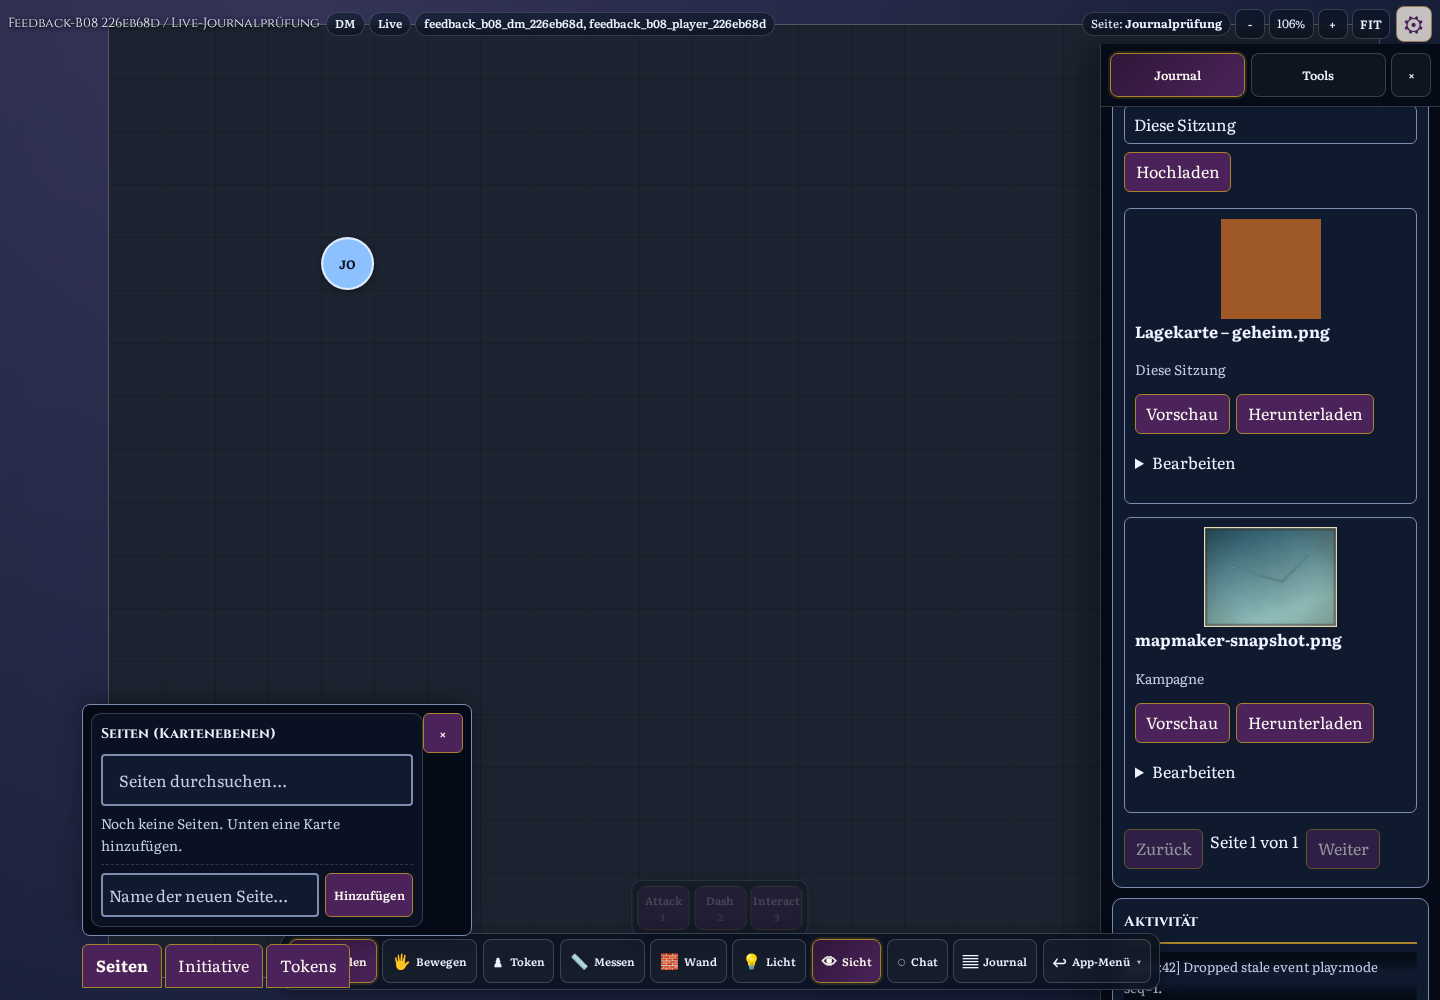 Feedback-B08 226eb68d / Live-Journalprüfung DM Live feedback_b08_dm_226eb68d, feedback_b08_player_226eb68d Seite: Journalprüfung - 106% + FIT
Journal Tools ×
Diese Sitzung
Hochladen
Lagekarte – geheim.png
Diese Sitzung
Vorschau Herunterladen
Bearbeiten
mapmaker-snapshot.png
Kampagne
Vorschau Herunterladen
Bearbeiten
Zurück Seite 1 von 1 Weiter
Aktivität
:42] Dropped stale event play:mode
seq=1.
JO
Seiten (Kartenebenen) ×
Seiten durchsuchen...
Noch keine Seiten. Unten eine Karte
hinzufügen.
Name der neuen Seite... Hinzufügen
Attack Dash Interact
1 2 3
Seiten Initiative Tokens len Bewegen Token Messen Wand Licht Sicht Chat Journal App-Menü